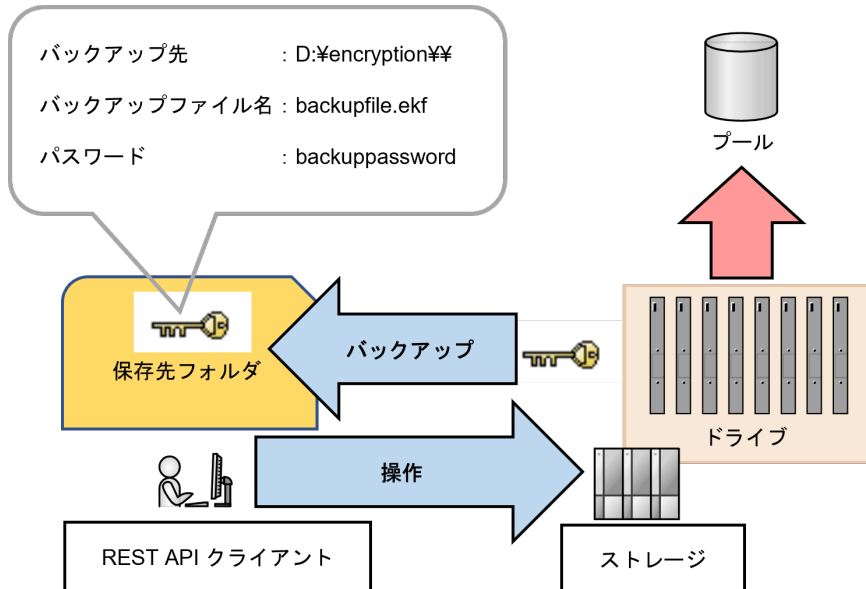 バックアップ先 : D:¥encryption¥¥
バックアップファイル名 : backupfile.ekf
パスワード : backuppassword
プール
バックアップ
保存先フォルダ
ドライブ
操作
REST API クライアント
ストレージ